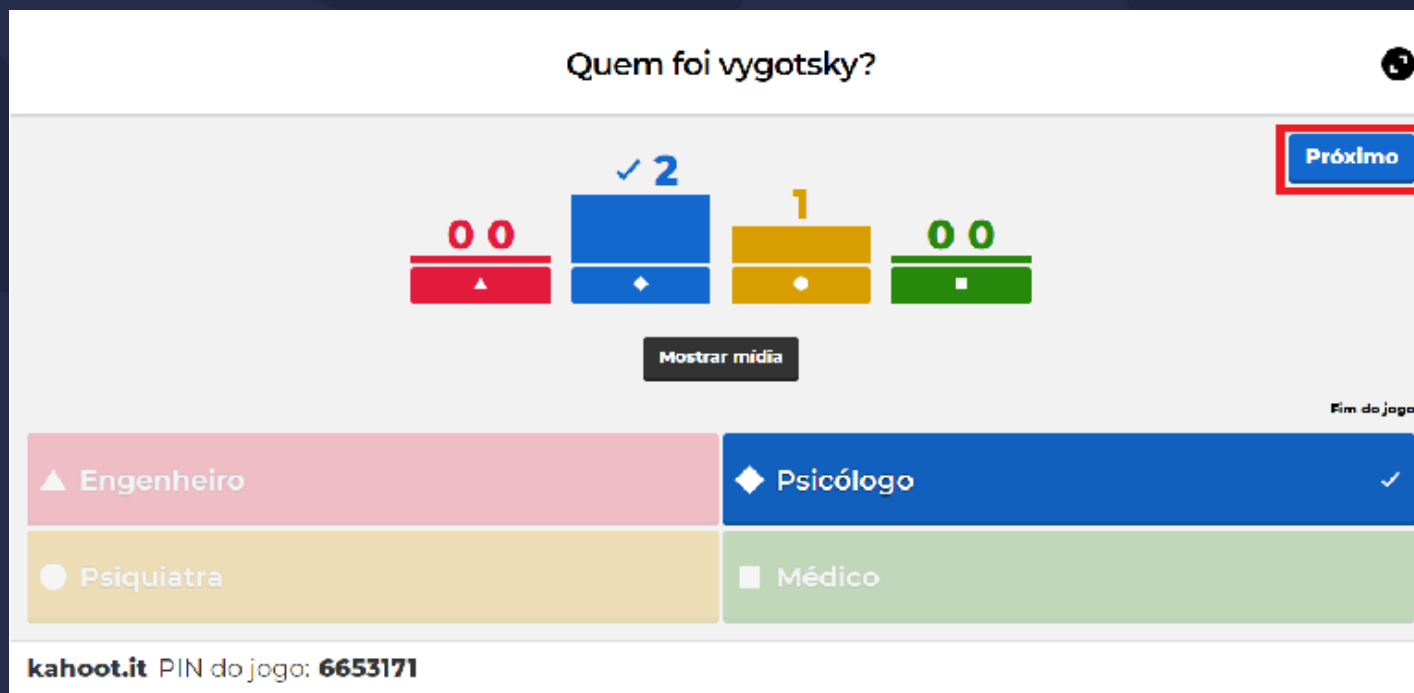 Quem foi vygotsky?
Próximo
✓ 2
1
0 0
0 0
Mostrar mídia
Fim do jogo
Engenheiro
Psicólogo
Psiquiatra
Médico
kahoot.it PIN do jogo: 6653171